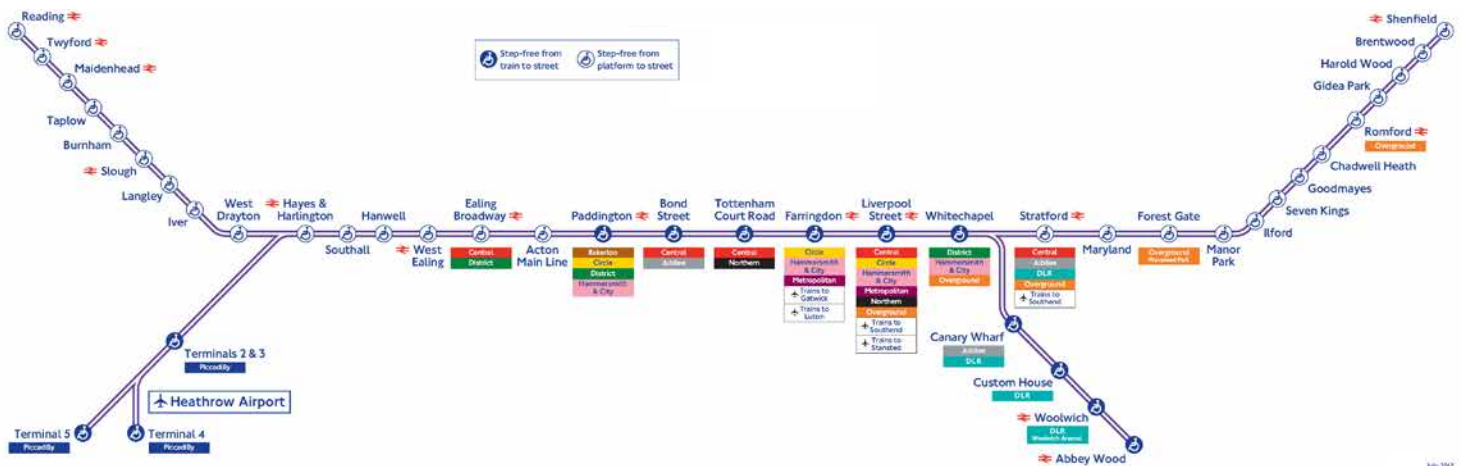 Reading
Twyford
Maidenhead
Taplow
Burnham
Slough
Langley
Iver
West
Drayton
Hayes &
Harlington
Southall
Hanwell
West
Ealing
Ealing
Broadway
Central
District
Acton
Main Line
Paddington
Bakerloo
Circle
District
Hammersmith
& City
Bond
Street
Central
Jubilee
Tottenham
Court Road
Central
Northern
Farringdon
Circle
Hammersmith
& City
Metropolitan
Trains to
Gatwick
Trains to
Luton
Liverpool
Street
Central
Circle
Hammersmith
& City
Metropolitan
Northern
Overground
Trains to
Southend
Trains to
Stansted
Whitechapel
District
Hammersmith
& City
Overground
Stratford
Central
Jubilee
DLR
Overground
Trains to
Southend
Maryland
Forest Gate
Overground
Wanstead Park
Manor
Park
Ilford
Seven Kings
Goodmayes
Chadwell Heath
Romford
Overground
Gidea Park
Harold Wood
Brentwood
Shenfield
Step-free from
train to street
Step-free from
platform to street
Terminals 2 & 3
Piccadilly
Heathrow Airport
Terminal 5
Piccadilly
Terminal 4
Piccadilly
Canary Wharf
Jubilee
DLR
Custom House
DLR
Woolwich
DLR
Woolwich Arsenal
Abbey Wood